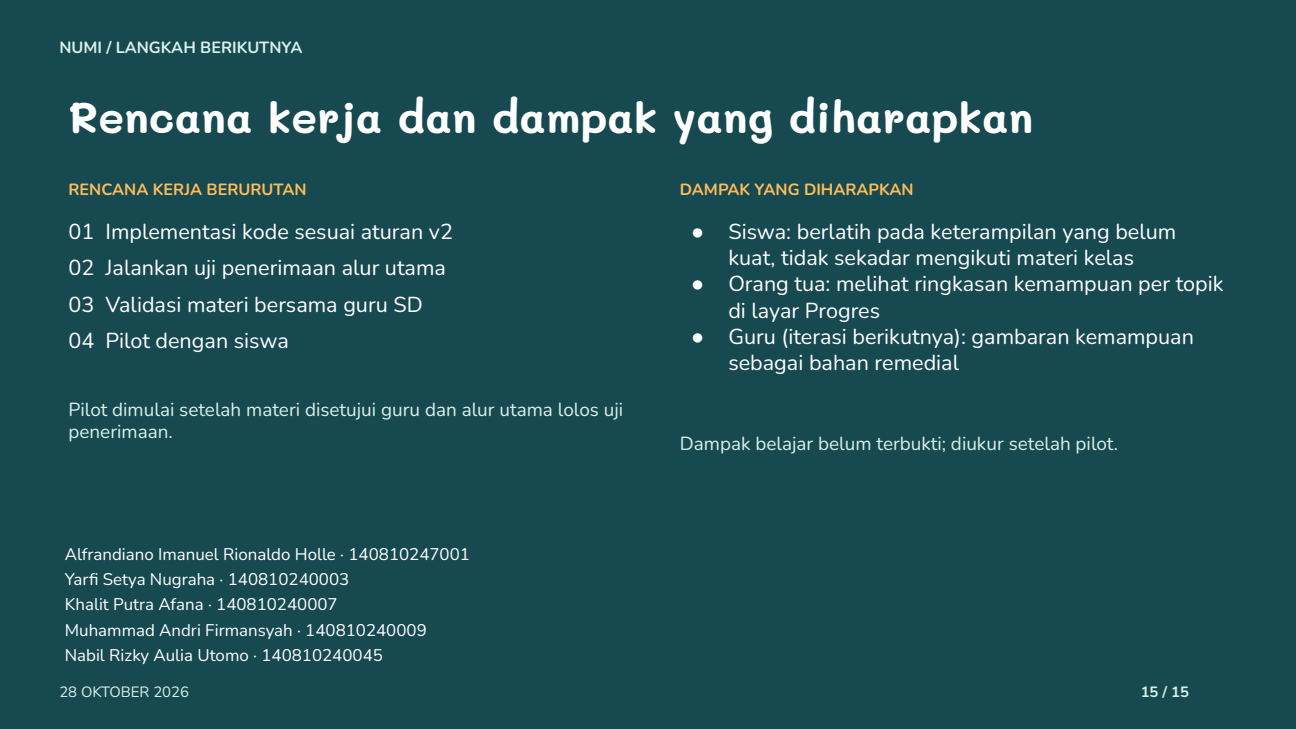 NUMI / LANGKAH BERIKUTNYA
Rencana kerja dan dampak yang diharapkan
RENCANA KERJA BERURUTAN
01 Implementasi kode sesuai aturan v2
02 Jalankan uji penerimaan alur utama
03 Validasi materi bersama guru SD
04 Pilot dengan siswa
Pilot dimulai setelah materi disetujui guru dan alur utama lolos uji
penerimaan.
DAMPAK YANG DIHARAPKAN
● Siswa: berlatih pada keterampilan yang belum
kuat, tidak sekadar mengikuti materi kelas
● Orang tua: melihat ringkasan kemampuan per topik
di layar Progres
● Guru (iterasi berikutnya): gambaran kemampuan
sebagai bahan remedial
Dampak belajar belum terbukti; diukur setelah pilot.
Alfrandiano Imanuel Rionaldo Holle · 140810247001
Yarfi Setya Nugraha · 140810240003
Khalit Putra Afana · 140810240007
Muhammad Andri Firmansyah · 140810240009
Nabil Rizky Aulia Utomo · 140810240045
28 OKTOBER 2026
15 / 15